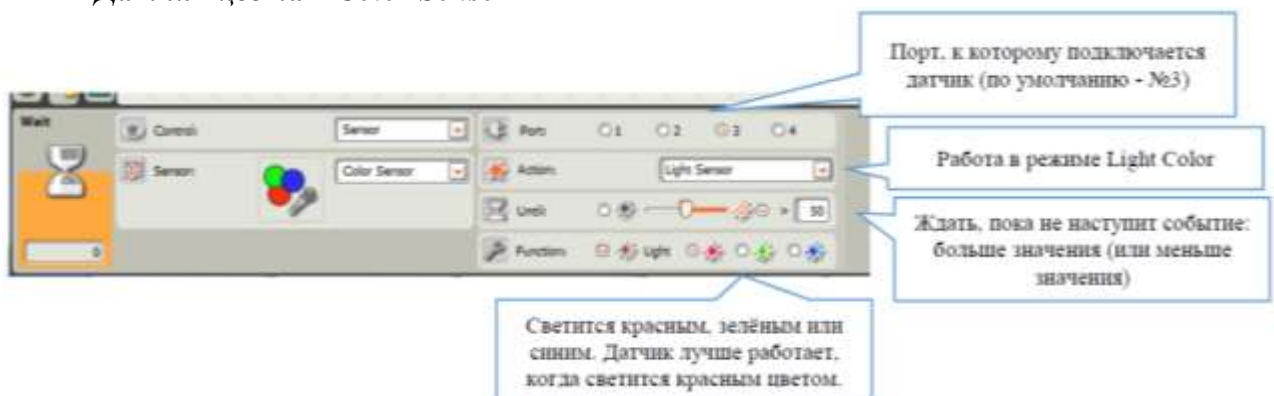 Порт, к которому подключается
датчик (по умолчанию - №3)
Wait
Control:
Sensor
Port:
1 2 3 4
Sensor:
Color Sensor
Action:
Light Sensor
Работа в режиме Light Color
Until:
> 50
Ждать, пока не наступит событие:
больше значения (или меньше
значения)
0
Function:
Light
Светится красным, зелёным или
синим. Датчик лучше работает,
когда светится красным цветом.